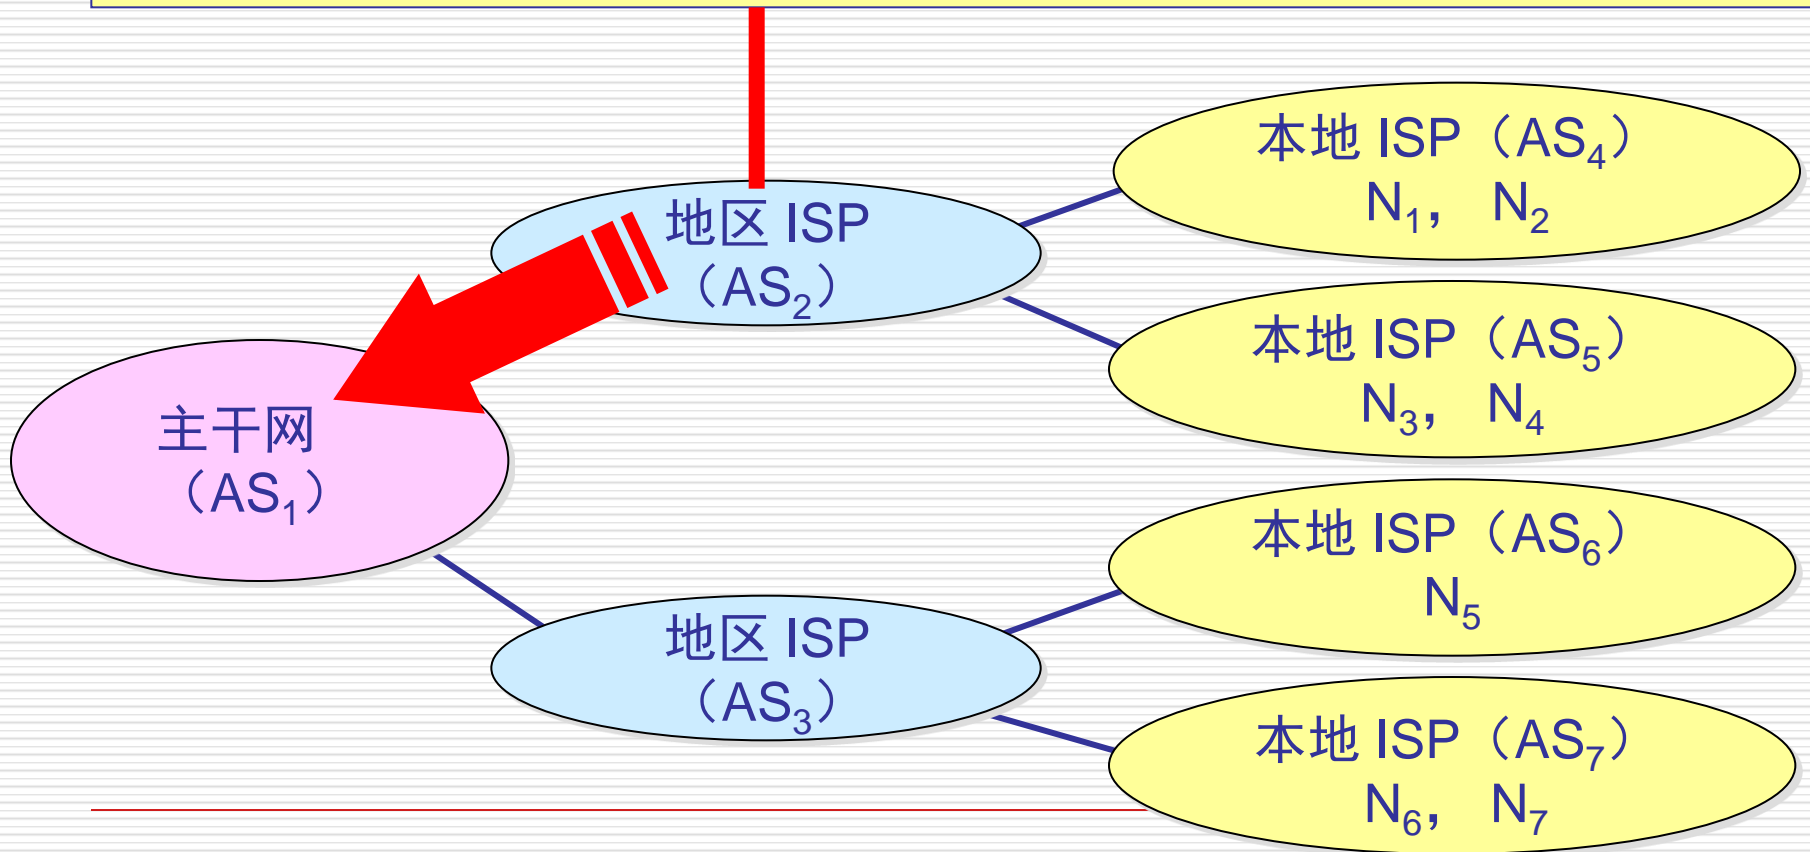 本地 ISP（AS₄）
N₁， N₂
地区 ISP
（AS₂）
本地 ISP（AS₅）
N₃， N₄
主干网
（AS₁）
本地 ISP（AS₆）
N₅
地区 ISP
（AS₃）
本地 ISP（AS₇）
N₆， N₇